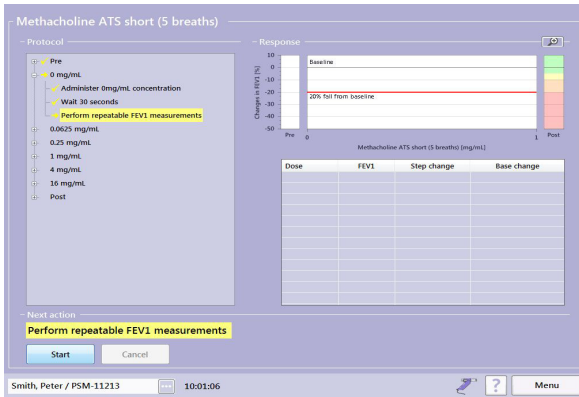 Methacholine ATS short (5 breaths)
Protocol
Pre
0 mg/mL
Administer 0mg/mL concentration
Wait 30 seconds
Perform repeatable FEV1 measurements
0.0625 mg/mL
0.25 mg/mL
1 mg/mL
4 mg/mL
16 mg/mL
Post
Response
Changes in FEV1 [%]
10
0
-10
-20
-30
-40
-50
Baseline
20% fall from baseline
Pre
0
1
Post
Methacholine ATS short (5 breaths) (mg/mL)
Dose FEV1 Step change Base change
Next action
Perform repeatable FEV1 measurements
Start Cancel
Smith, Peter / PSM-11213 ... 10:01:06 ? Menu